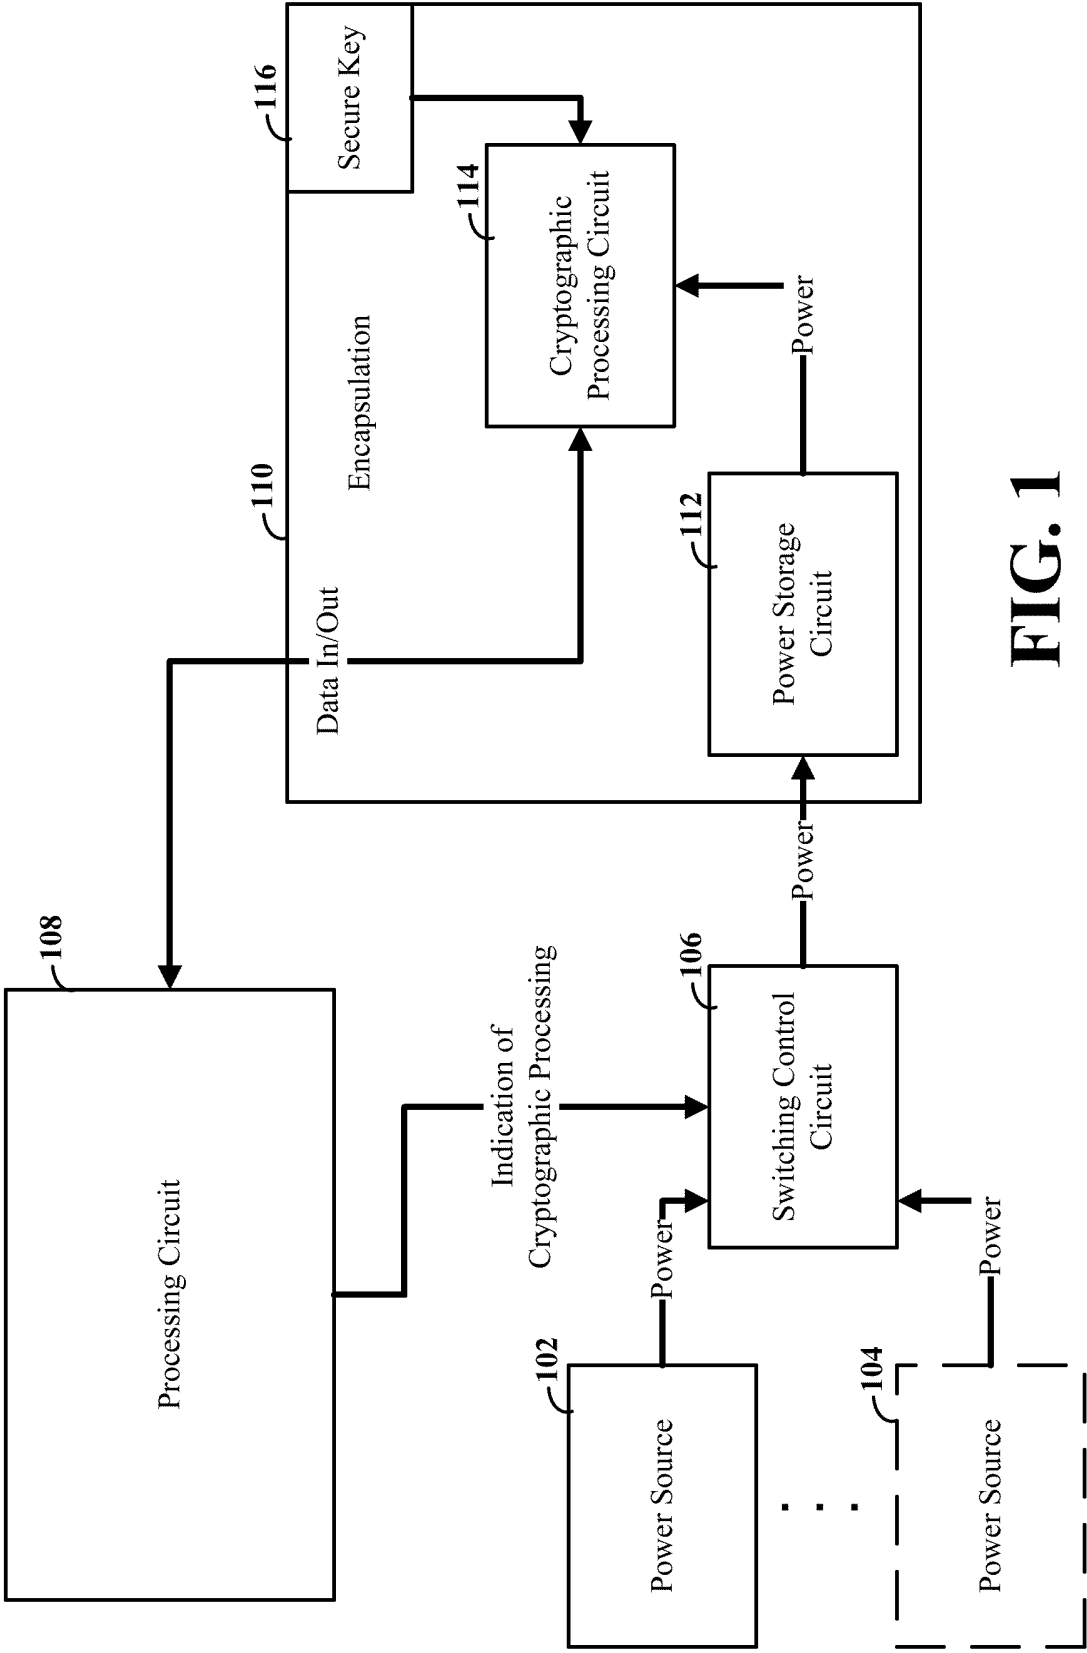 108
Processing Circuit
110
Encapsulation
116
Secure Key
Data In/Out
114
Cryptographic
Processing Circuit
Indication of
Cryptographic Processing
102
Power Source
Power
106
Switching Control
Circuit
Power
112
Power Storage
Circuit
Power
. . .
104
Power Source
Power
FIG. 1